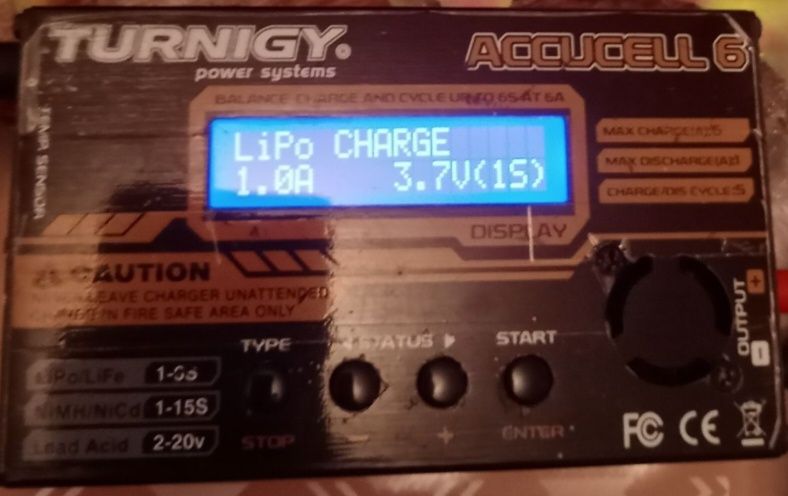 TURNIGY
power systems
ACCUCELL 6
BALANCE CHARGE AND CYCLE UP TO 6S AT 6A
TEMP SENSOR
LiPo CHARGE
1.0A 3.7V(1S)
MAX CHARGE(A):5
MAX DISCHARGE(A):1
CHARGE/DIS CYCLE:5
DISPLAY
CAUTION
LEAVE CHARGER UNATTENDED
IN FIRE SAFE AREA ONLY
OUTPUT
+
-
TYPE
◀ STATUS ▶
START
LiPo/LiFe 1-6S
NiMH/NiCd 1-15S
Lead Acid 2-20v
STOP
-
+
ENTER
FC CE